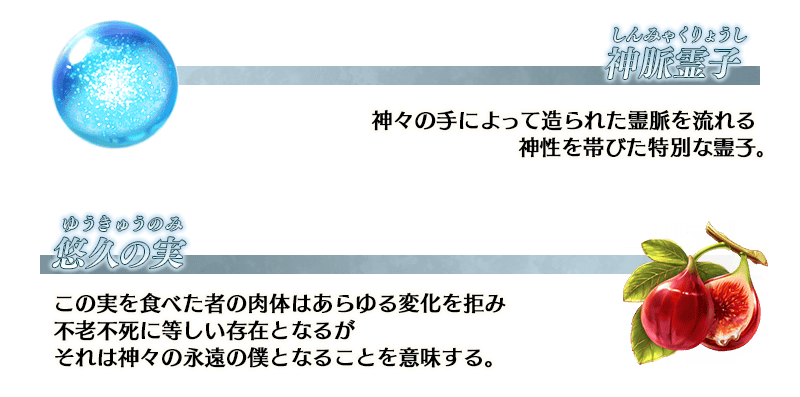 しんみゃくりょうし
神脈霊子
神々の手によって造られた霊脈を流れる
神性を帯びた特別な霊子。
ゆうきゅうのみ
悠久の実
この実を食べた者の肉体はあらゆる変化を拒み
不老不死に等しい存在となるが
それは神々の永遠の僕となることを意味する。